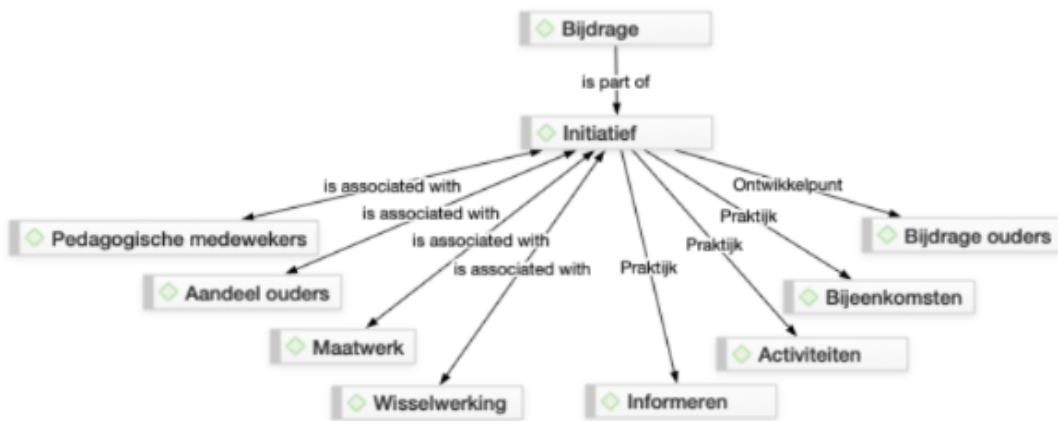 Bijdrage
is part of
Initiatief
is associated with
Ontwikkelpunt
is associated with
Praktijk
is associated with
Praktijk
is associated with
Praktijk
Pedagogische medewekers
Bijdrage ouders
Aandeel ouders
Bijeenkomsten
Maatwerk
Activiteiten
Wisselwerking
Informeren